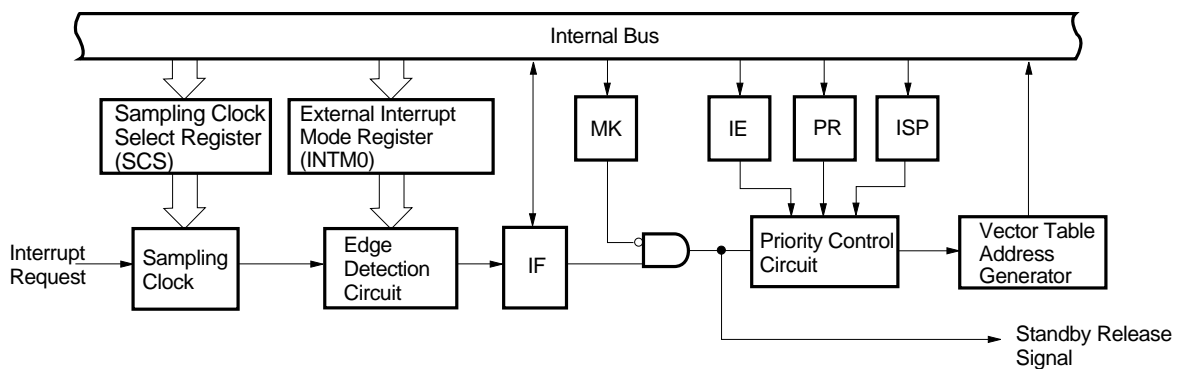 Internal Bus
Sampling Clock
Select Register
(SCS)
External Interrupt
Mode Register
(INTM0)
MK
IE
PR
ISP
Interrupt
Request
Sampling
Clock
Edge
Detection
Circuit
IF
Priority Control
Circuit
Vector Table
Address
Generator
Standby Release
Signal